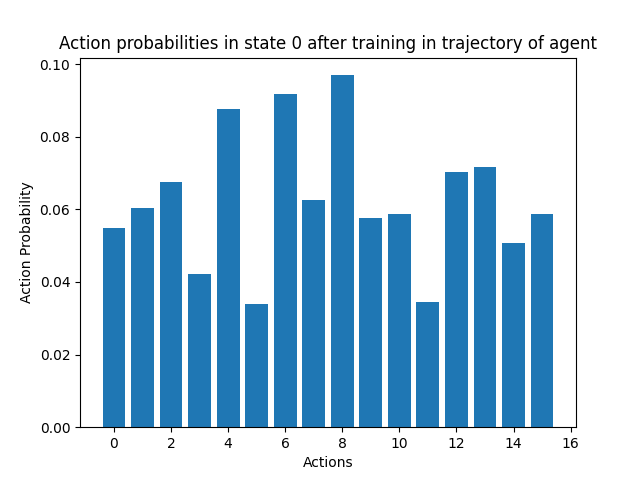 Action probabilities in state 0 after training in trajectory of agent
0.10
0.08
0.06
0.04
0.02
0.00
Action Probability
0 2 4 6 8 10 12 14 16
Actions